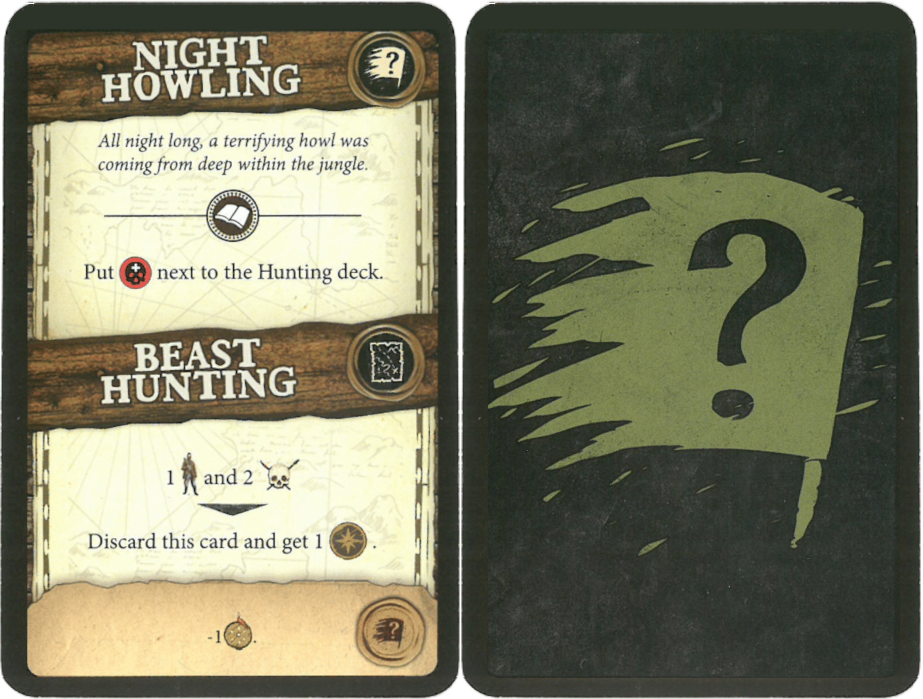 NIGHT
HOWLING
?
All night long, a terrifying howl was
coming from deep within the jungle.
Put next to the Hunting deck.
BEAST
HUNTING
1 and 2
Discard this card and get 1 .
-1 .
?
?